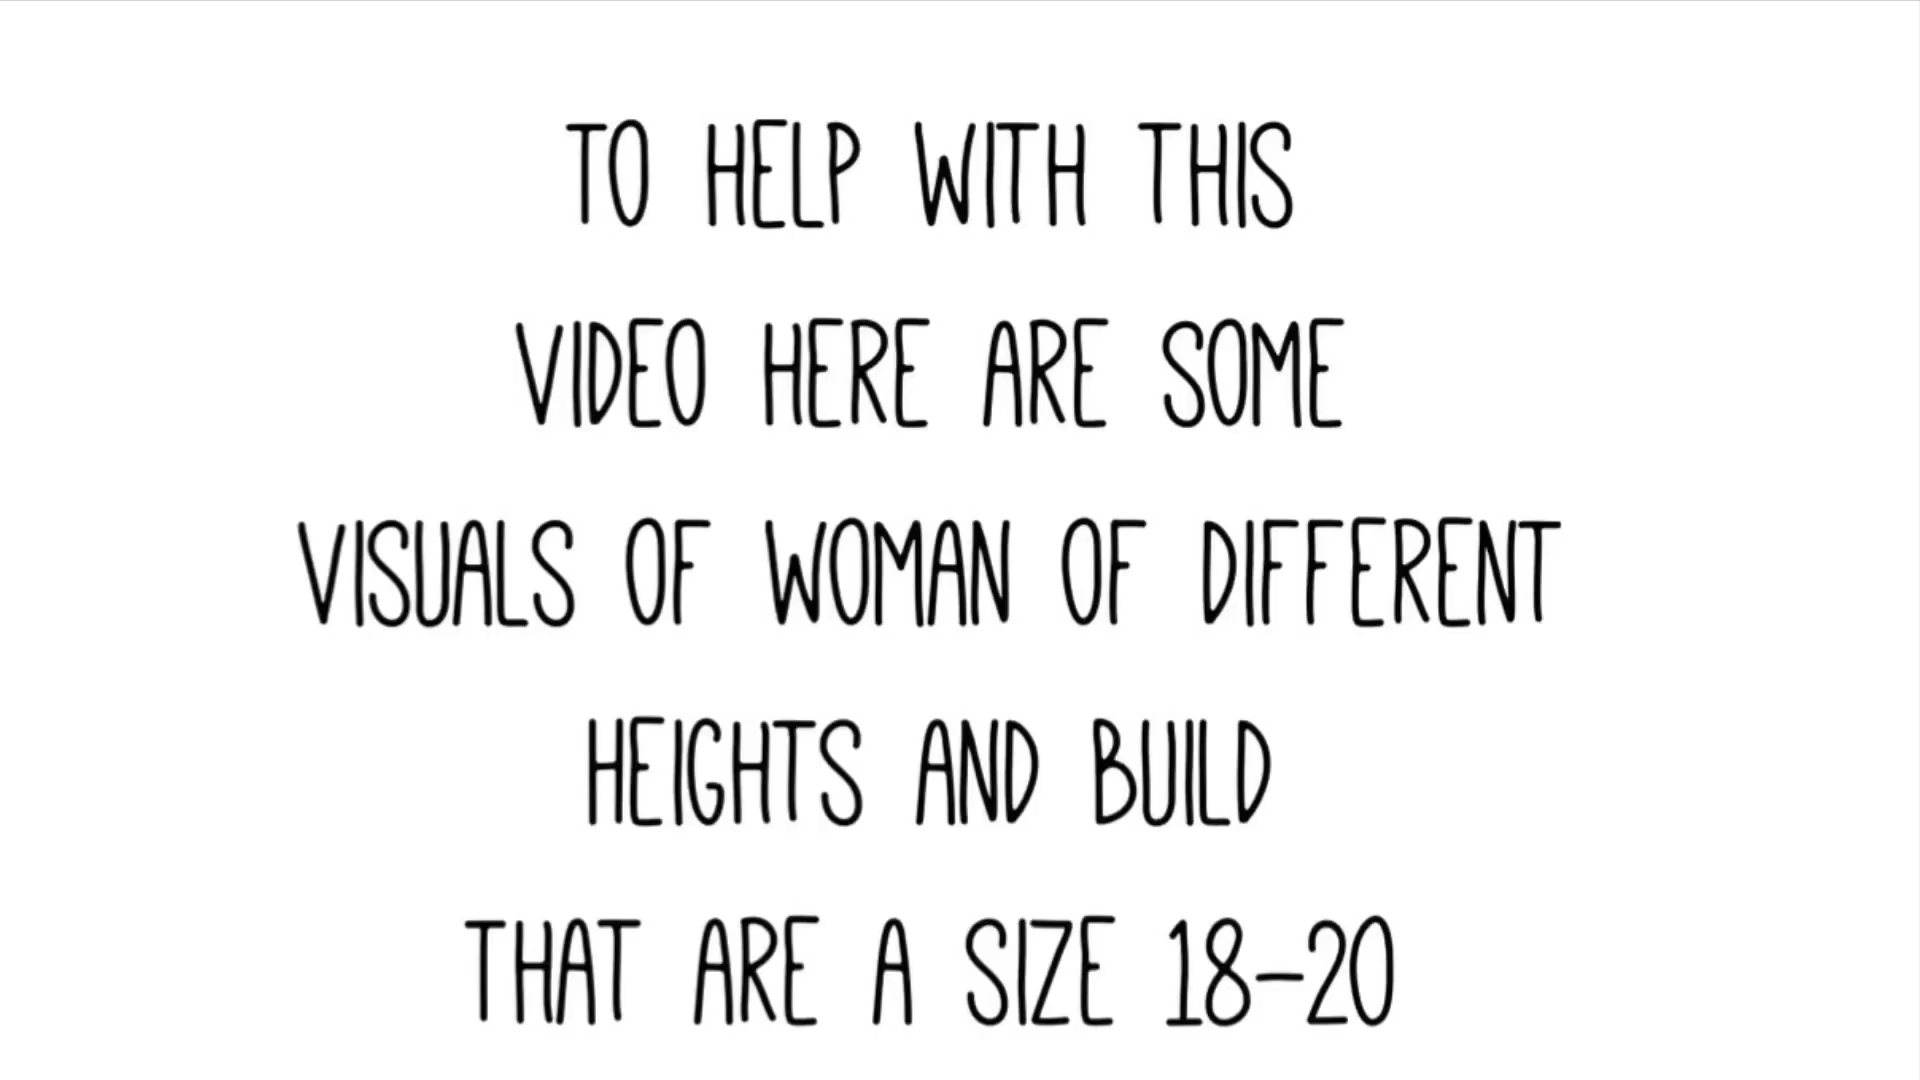 TO HELP WITH THIS
VIDEO HERE ARE SOME
VISUALS OF WOMAN OF DIFFERENT
HEIGHTS AND BUILD
THAT ARE A SIZE 18-20